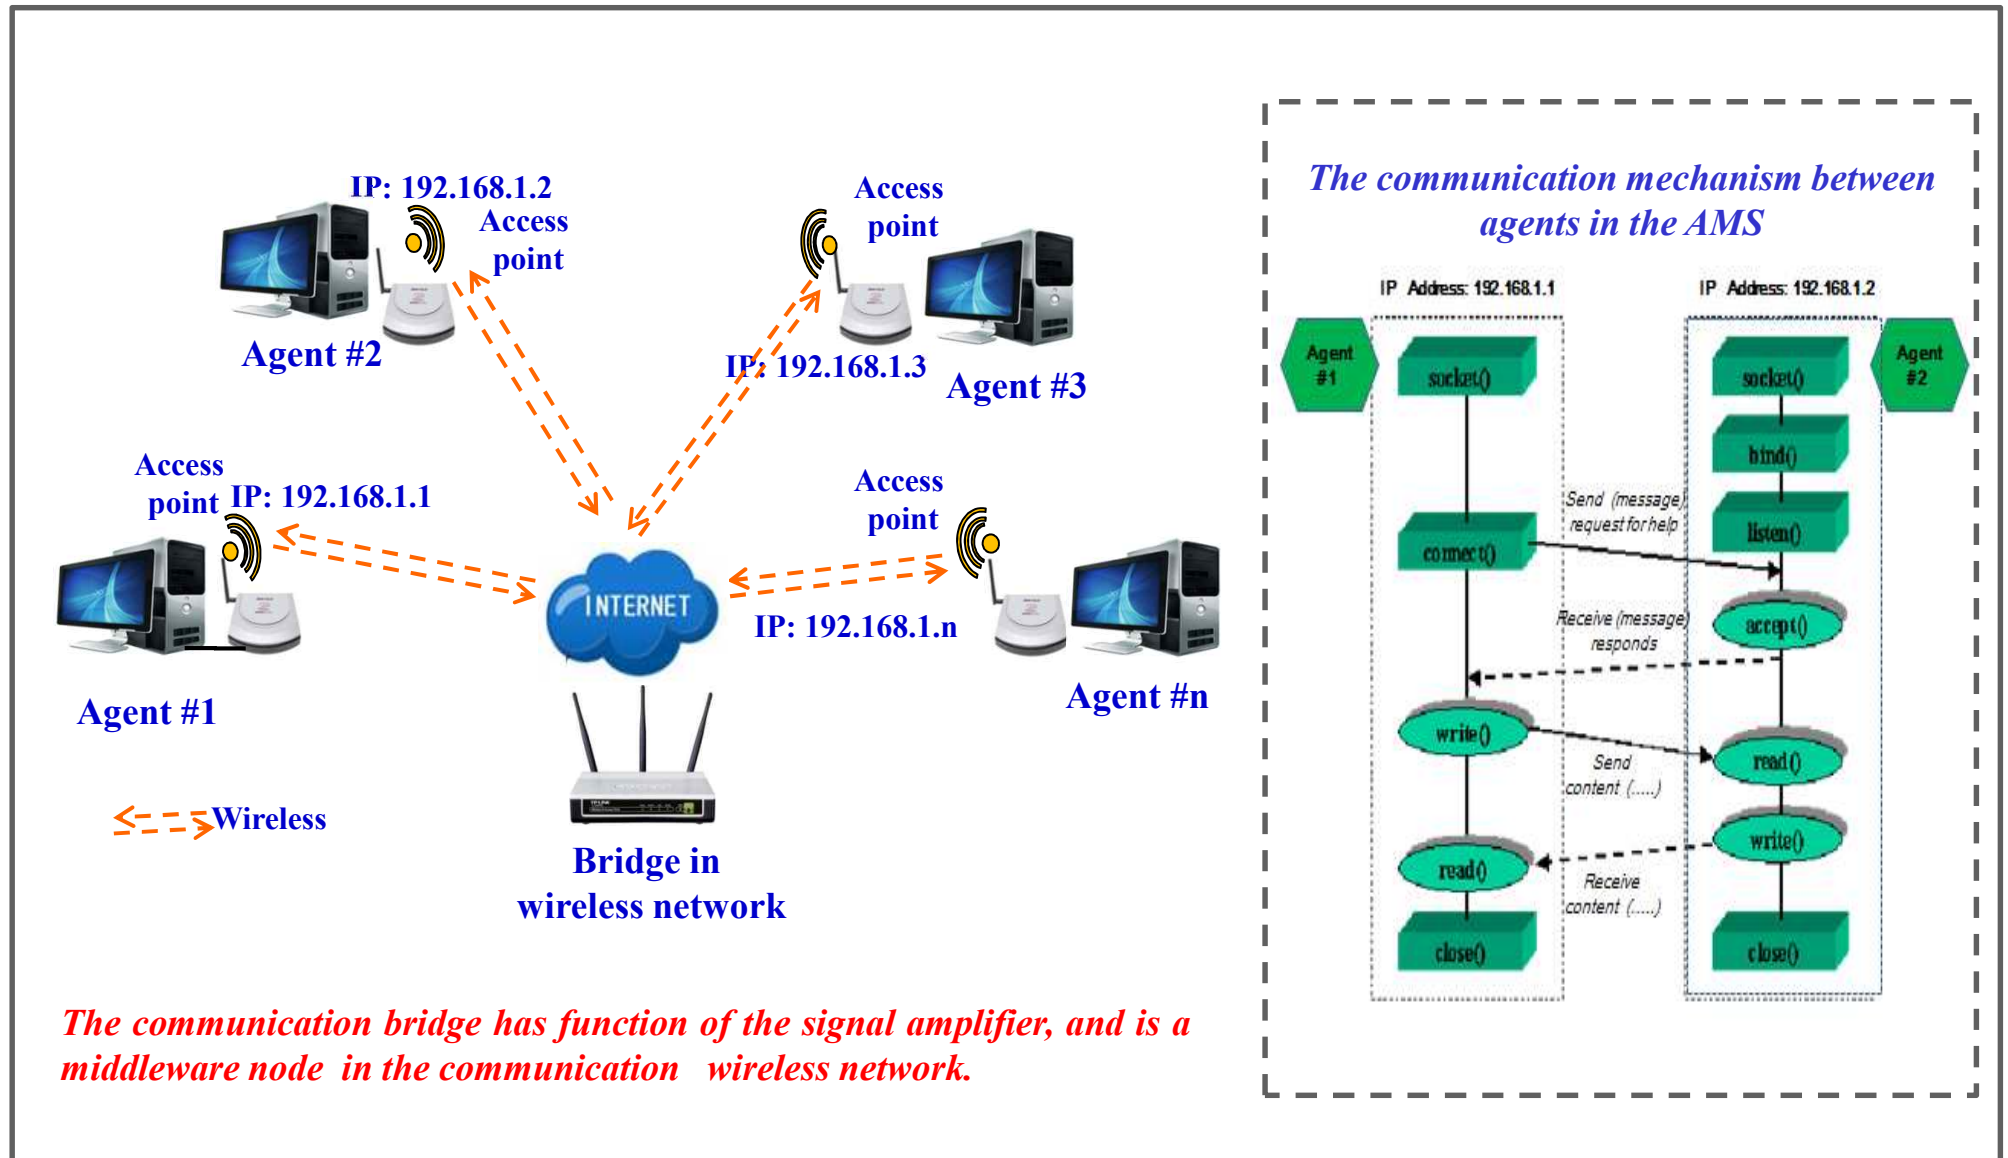 IP: 192.168.1.2
Access
point
Agent #2
Access
point
IP: 192.168.1.3
Agent #3
Access
point
IP: 192.168.1.1
Agent #1
Access
point
IP: 192.168.1.n
Agent #n
INTERNET
Wireless
TP-LINK
Bridge in
wireless network
The communication bridge has function of the signal amplifier, and is a
middleware node in the communication wireless network.
The communication mechanism between
agents in the AMS
IP Address: 192.168.1.1
IP Address: 192.168.1.2
Agent
#1
Agent
#2
socket()
socket()
bind()
Send (message)
request for help
listen()
connect()
Receive (message)
responds
accept()
write()
Send
content (.....)
read()
write()
read()
Receive
content (.....)
close()
close()